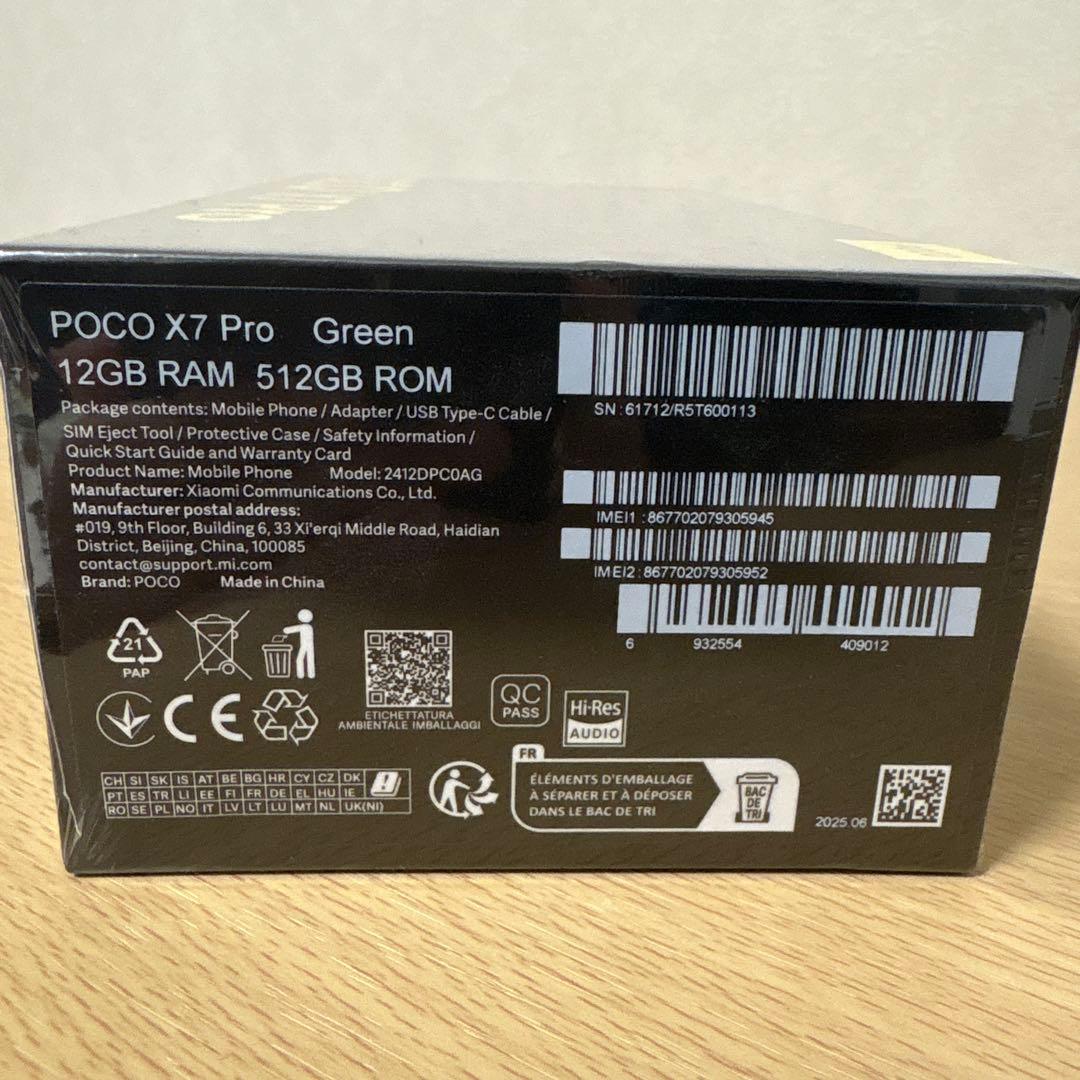 POCO X7 Pro Green
12GB RAM 512GB ROM
Package contents: Mobile Phone / Adapter / USB Type-C Cable /
SIM Eject Tool / Protective Case / Safety Information /
Quick Start Guide and Warranty Card
Product Name: Mobile Phone Model: 2412DPC0AG
Manufacturer: Xiaomi Communications Co., Ltd.
Manufacturer postal address:
#019, 9th Floor, Building 6, 33 Xi'erqi Middle Road, Haidian
District, Beijing, China, 100085
contact@support.mi.com
Brand: POCO Made in China
SN : 61712/R5T600113
IMEI1 : 867702079305945
IMEI2 : 867702079305952
6 932554 409012
21
PAP
CE
ETICHETTATURA
AMBIENTALE IMBALLAGGI
QC
PASS
Hi-Res
AUDIO
CH SI SK IS AT BE BG HR CY CZ DK
PT ES TR LI EE FI FR DE EL HU IE
RO SE PL NO IT LV LT LU MT NL UK(NI)
FR
ÉLÉMENTS D'EMBALLAGE
À SÉPARER ET À DÉPOSER
DANS LE BAC DE TRI
BAC
DE
TRI
2025.06